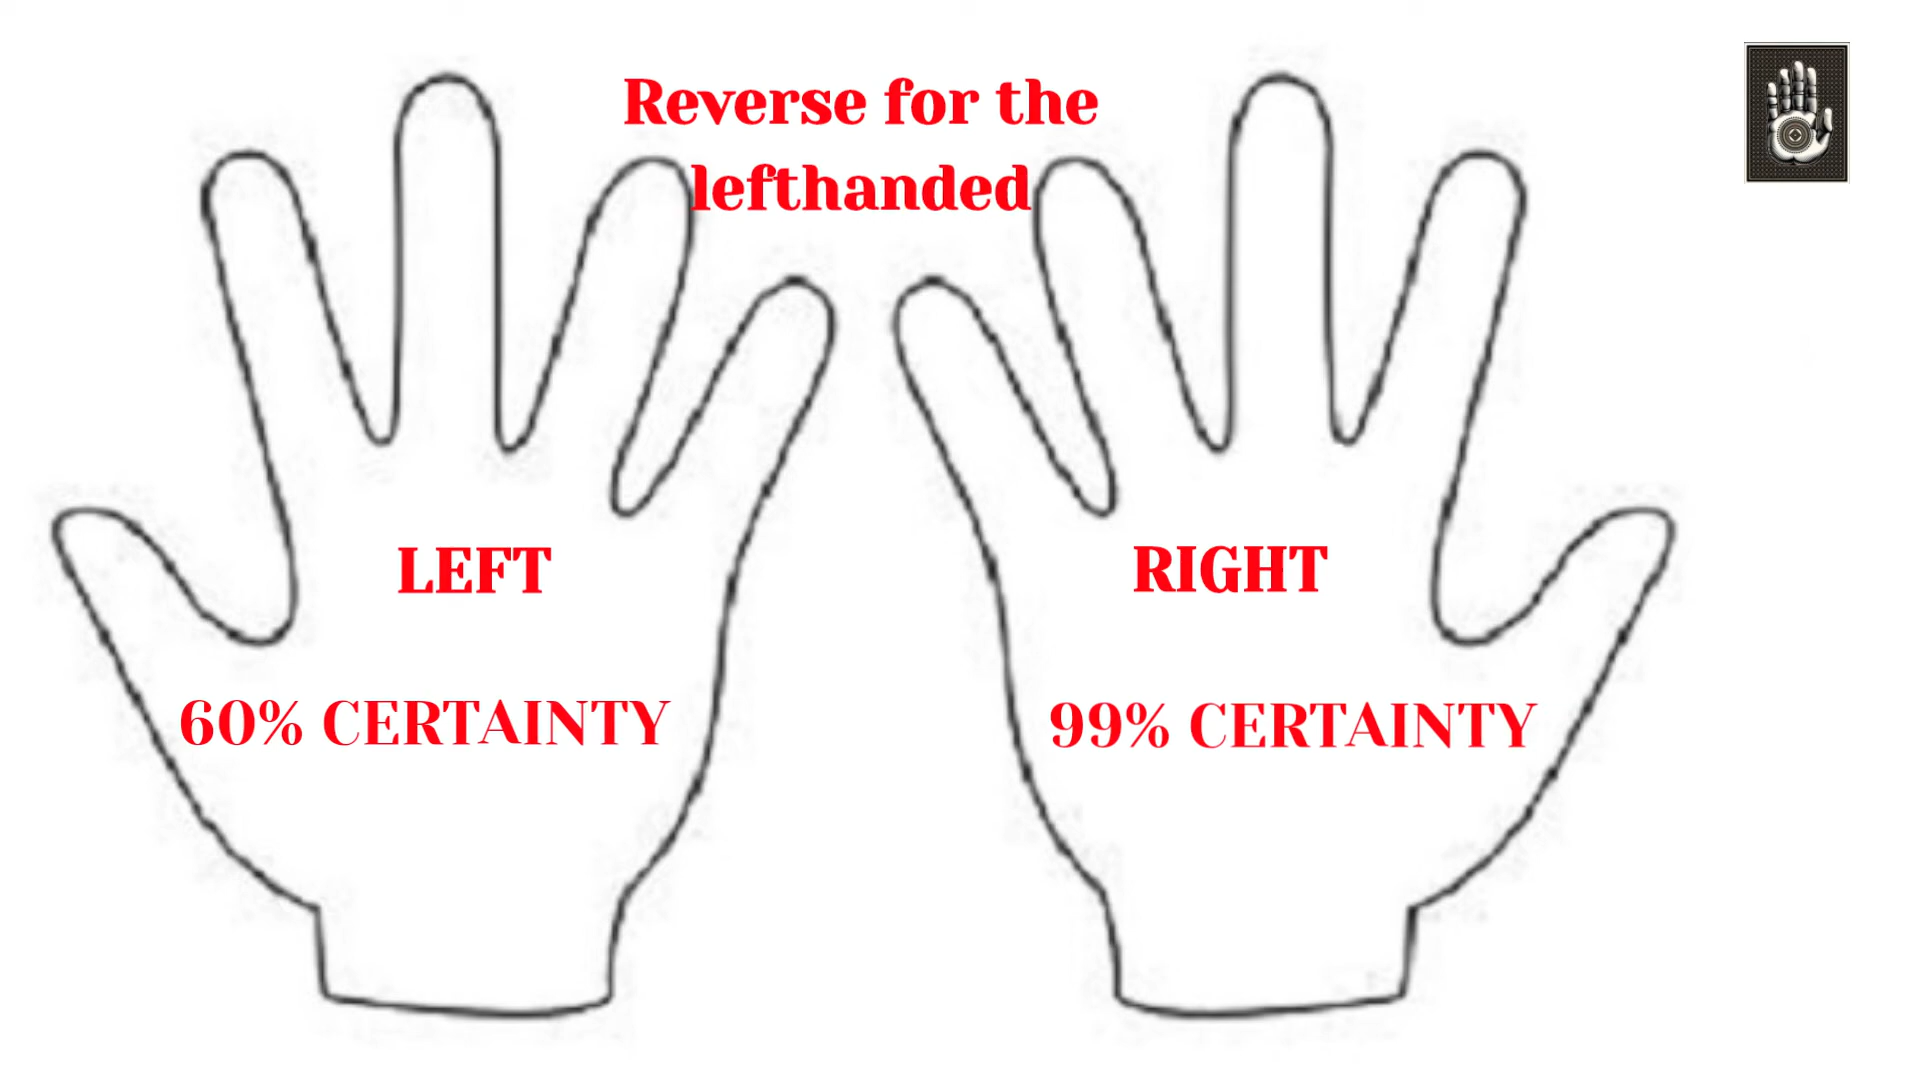 Reverse for the
lefthanded
LEFT
RIGHT
60% CERTAINTY
99% CERTAINTY